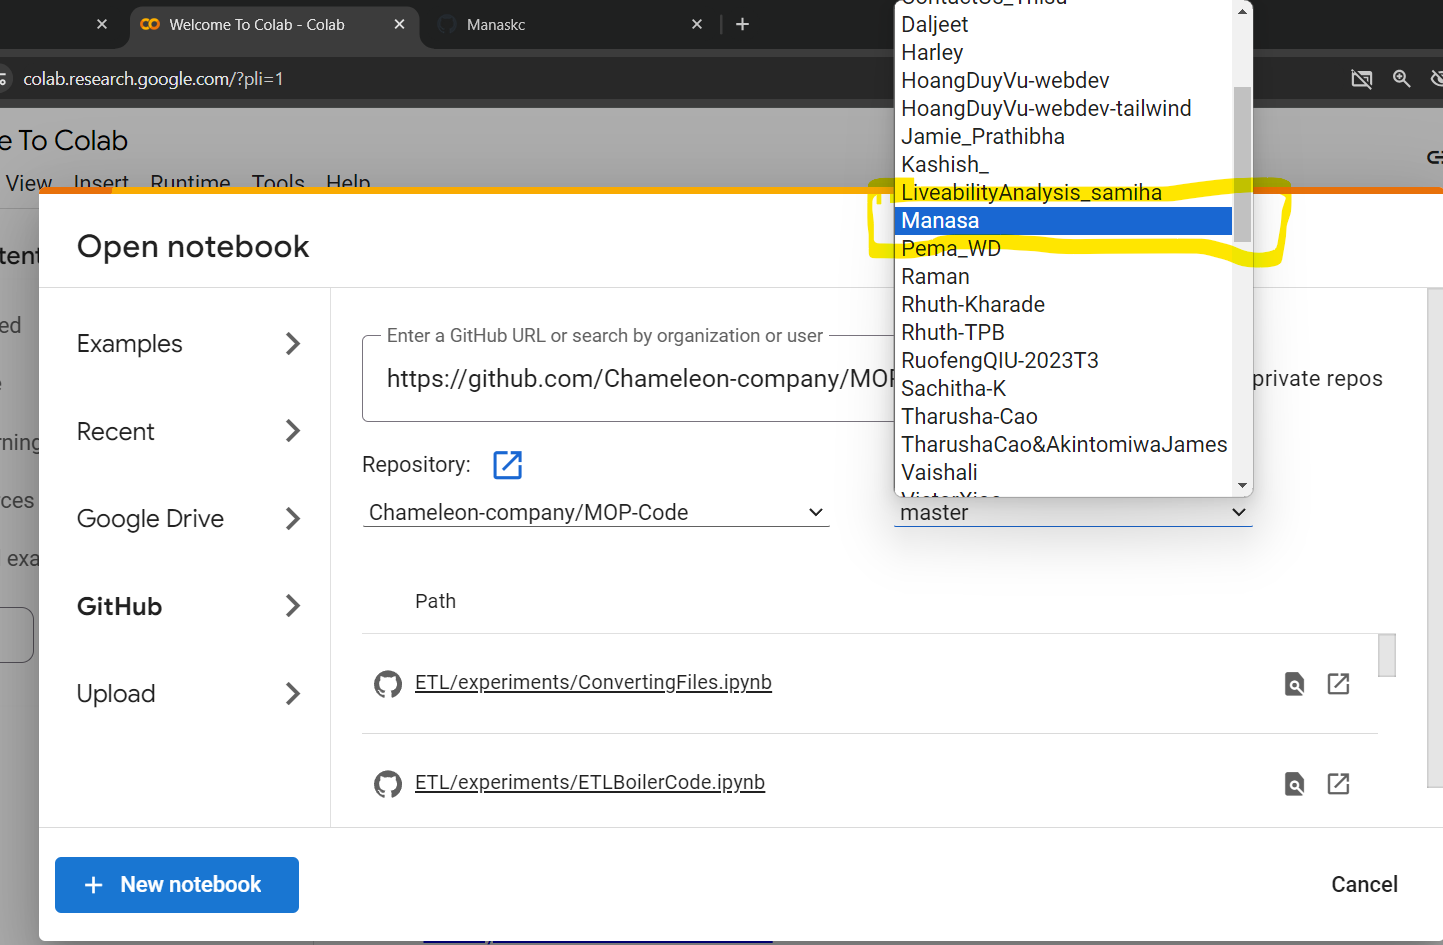 Welcome To Colab - Colab
Manaskc
colab.research.google.com/?pli=1
e To Colab
View Insert Runtime Tools Help
Open notebook
Examples
Recent
Google Drive
GitHub
Upload
Enter a GitHub URL or search by organization or user
https://github.com/Chameleon-company/MOP
private repos
Repository:
Chameleon-company/MOP-Code
Daljeet
Harley
HoangDuyVu-webdev
HoangDuyVu-webdev-tailwind
Jamie_Prathibha
Kashish_
LiveabilityAnalysis_samiha
Manasa
Pema_WD
Raman
Rhuth-Kharade
Rhuth-TPB
RuofengQIU-2023T3
Sachitha-K
Tharusha-Cao
TharushaCao&AkintomiwaJames
Vaishali
master
Path
ETL/experiments/ConvertingFiles.ipynb
ETL/experiments/ETLBoilerCode.ipynb
+ New notebook
Cancel